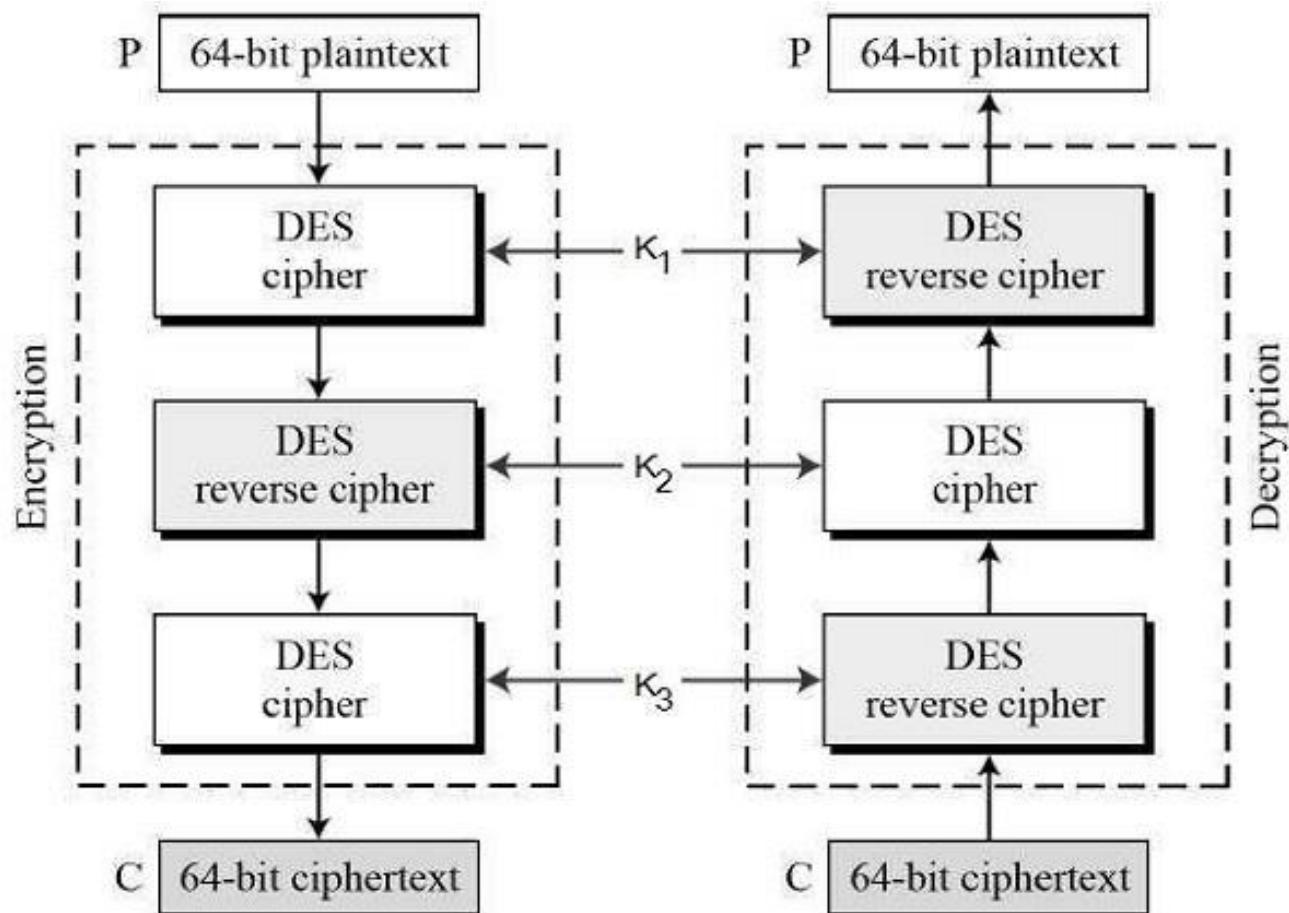 P 64-bit plaintext
P 64-bit plaintext
Encryption
DES
cipher
K1
DES
reverse cipher
DES
reverse cipher
K2
DES
cipher
DES
cipher
K3
DES
reverse cipher
Decryption
C 64-bit ciphertext
C 64-bit ciphertext